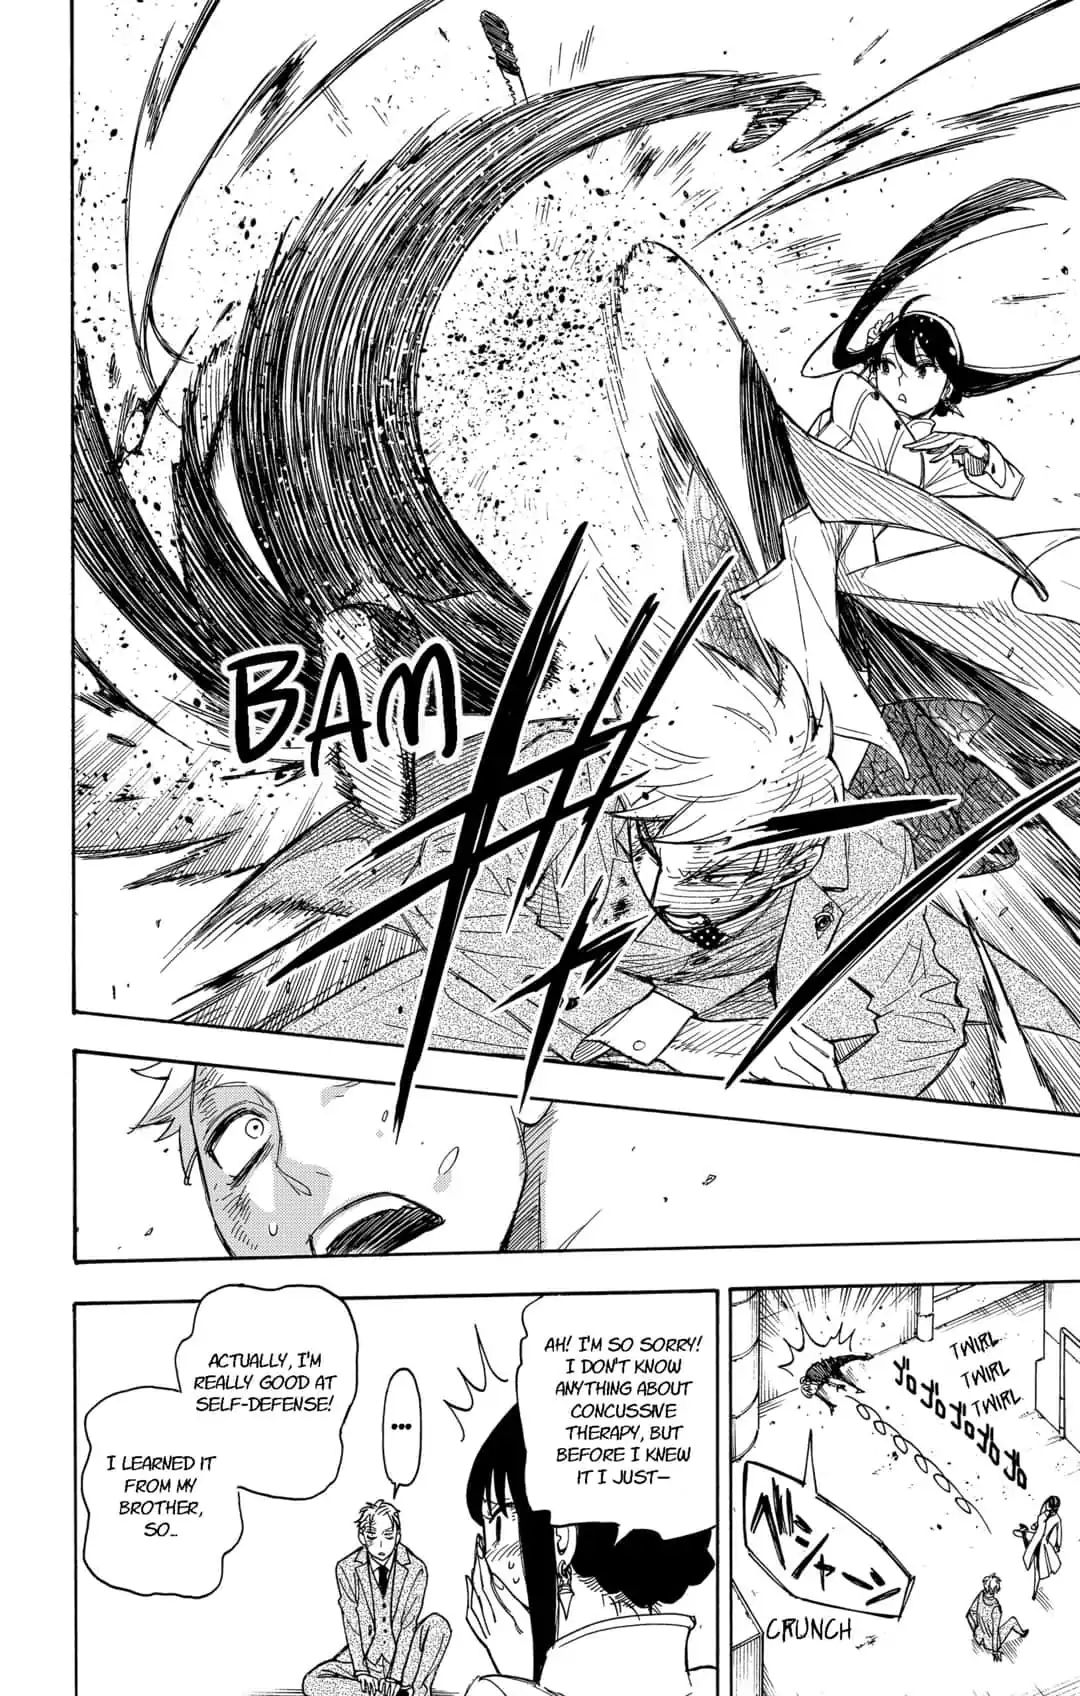 BAM
ガッ
TWIRL
TWIRL
TWIRL
ゴロゴロゴロゴロ
ベシャーン
CRUNCH
AH! I'M SO SORRY!
I DON'T KNOW
ANYTHING ABOUT
CONCUSSIVE
THERAPY, BUT
BEFORE I KNEW
IT I JUST—
...
ACTUALLY, I'M
REALLY GOOD AT
SELF-DEFENSE!
I LEARNED IT
FROM MY
BROTHER,
SO...